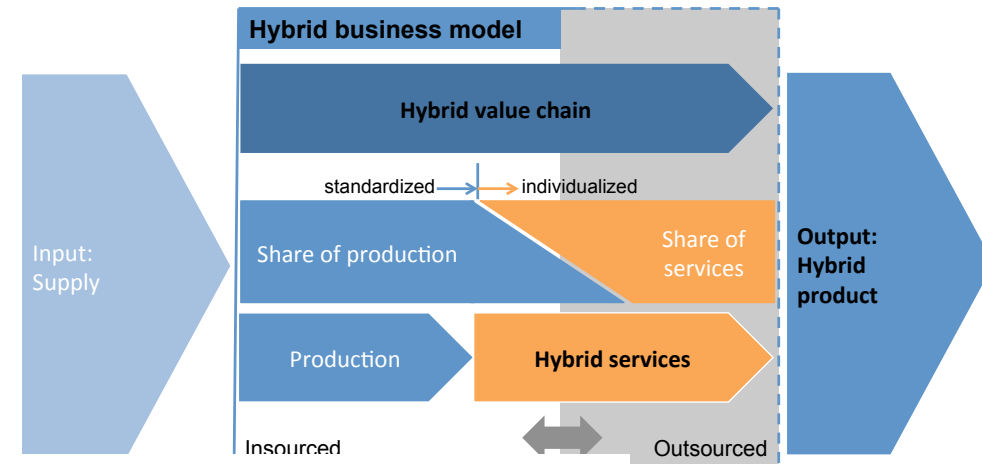 Hybrid business model
Hybrid value chain
standardized
individualized
Input:
Supply
Share of production
Share of
services
Output:
Hybrid
product
Production
Hybrid services
Insourced
Outsourced